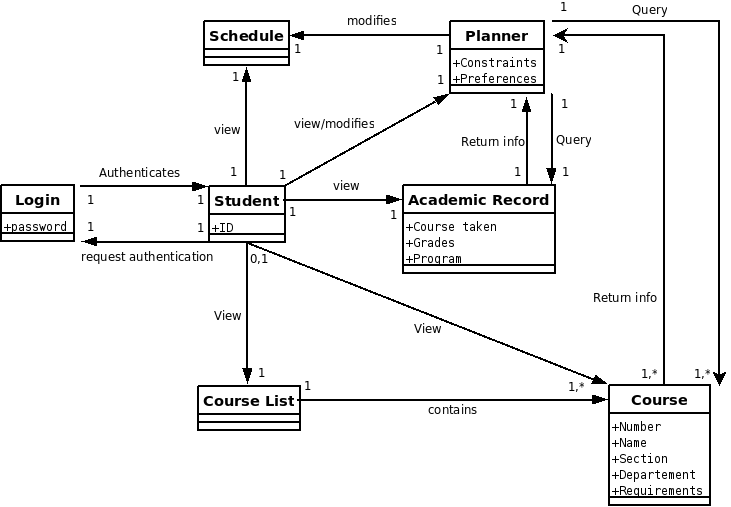 modifies
1
Query
Schedule
1
Planner
1
1
+Constraints
+Preferences
1
1
view
view/modifies
1
1
Return info
Query
Authenticates
1
1
1
1
view
Login
1
1
Student
1
1
Academic Record
+password
1
1
+ID
+Course taken
+Grades
+Program
request authentication
0,1
Return info
View
View
1
1
1,*
1,*
1,*
Course List
contains
Course
+Number
+Name
+Section
+Departement
+Requirements